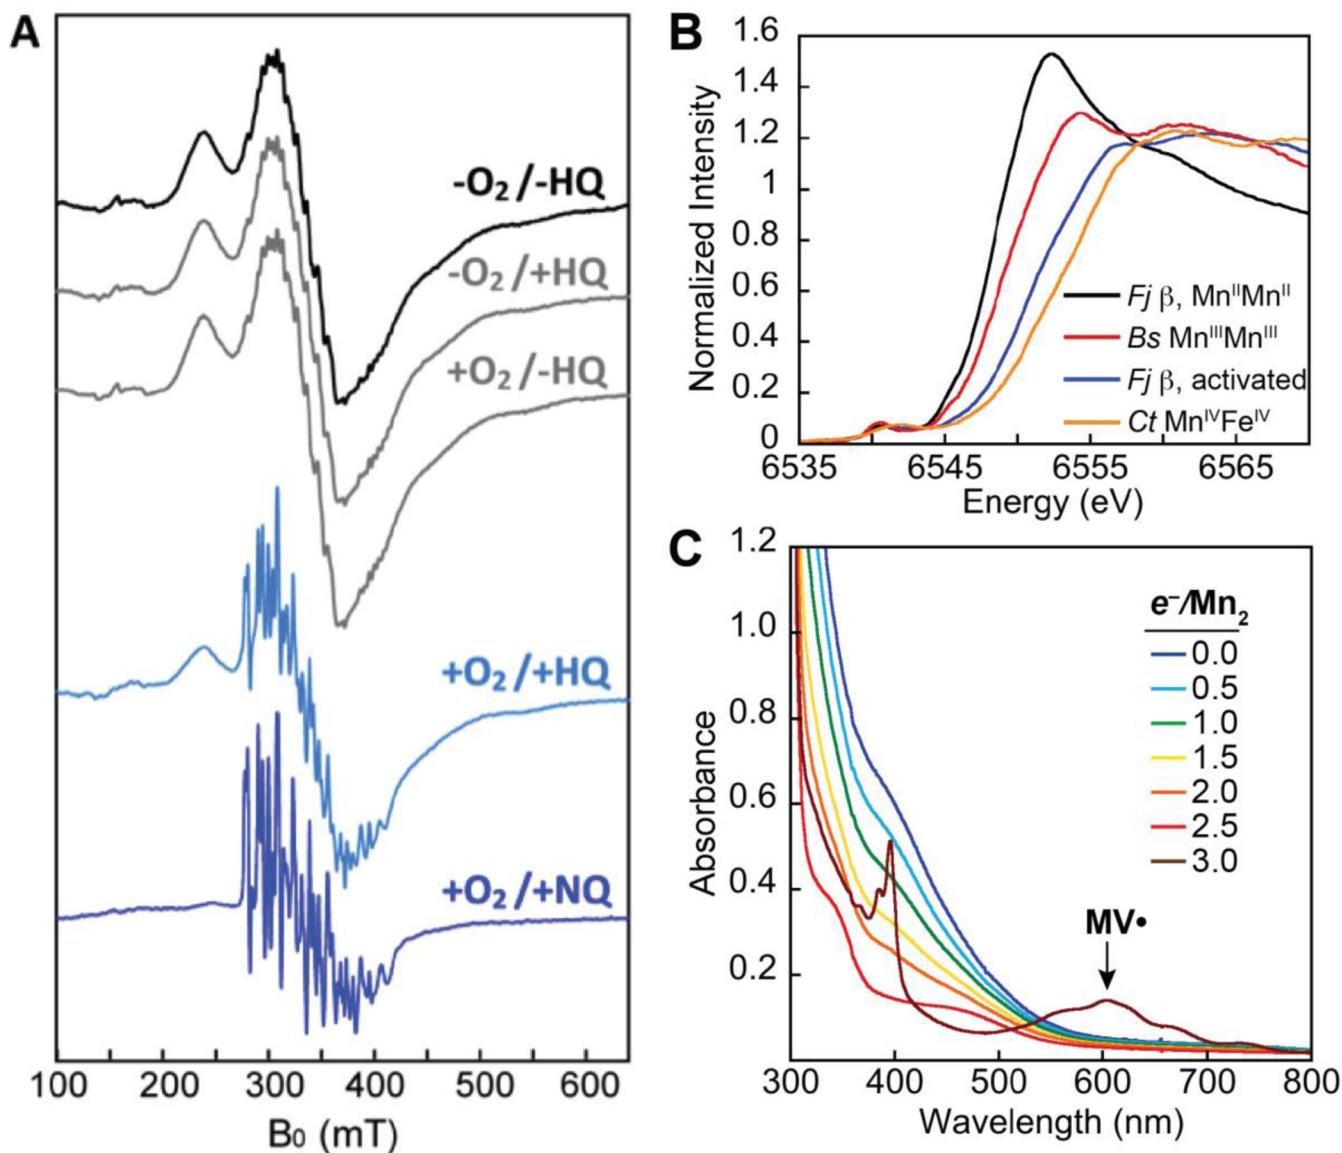 A
-O₂/-HQ
-O₂/+HQ
+O₂/-HQ
+O₂/+HQ
+O₂/+NQ
100 200 300 400 500 600
B₀ (mT)
B
Normalized Intensity
1.6
1.4
1.2
1
0.8
0.6
0.4
0.2
0
Fj β, MnᴵᴵMnᴵᴵ
Bs MnᴵᴵᴵMnᴵᴵᴵ
Fj β, activated
Ct MnᴵⱽFeᴵⱽ
6535 6545 6555 6565
Energy (eV)
C
Absorbance
1.2
1.0
0.8
0.6
0.4
0.2
e⁻/Mn₂
0.0
0.5
1.0
1.5
2.0
2.5
3.0
MV•
300 400 500 600 700 800
Wavelength (nm)